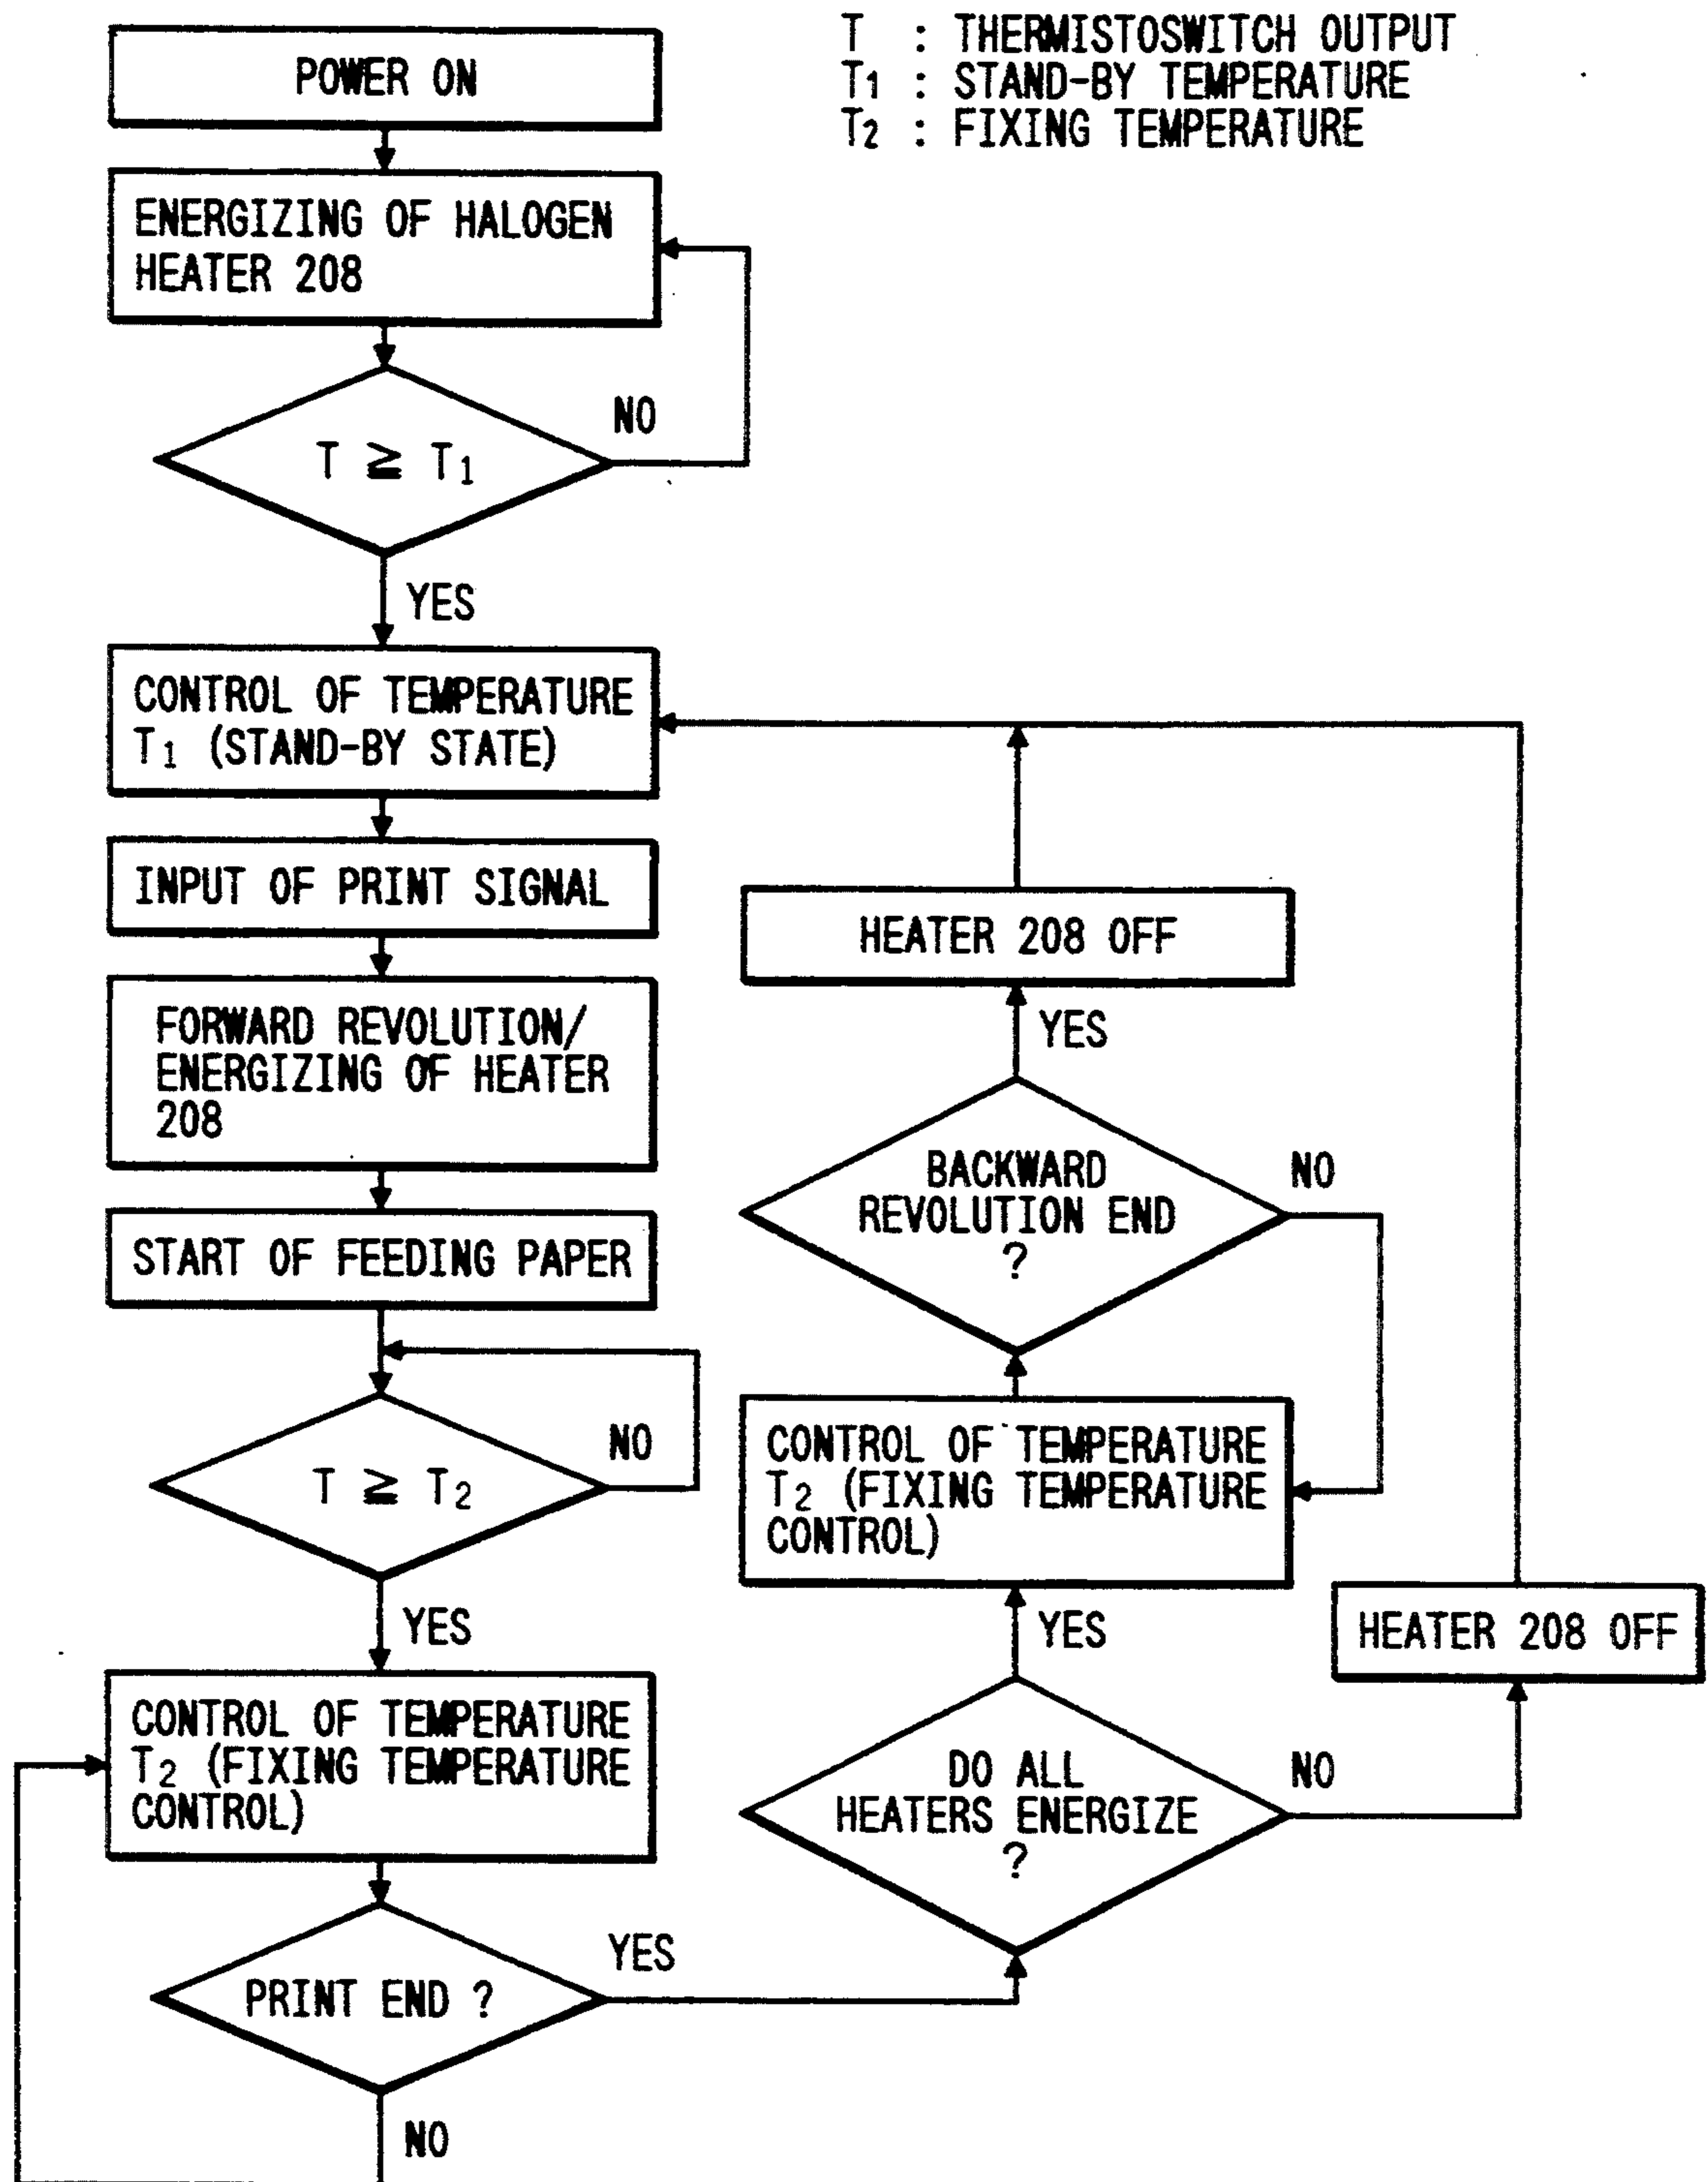 T : THERMISTOSWITCH OUTPUT
T1 : STAND-BY TEMPERATURE
T2 : FIXING TEMPERATURE
POWER ON
ENERGIZING OF HALOGEN
HEATER 208
T ≧ T1
NO
YES
CONTROL OF TEMPERATURE
T1 (STAND-BY STATE)
INPUT OF PRINT SIGNAL
FORWARD REVOLUTION/
ENERGIZING OF HEATER
208
START OF FEEDING PAPER
T ≧ T2
NO
YES
CONTROL OF TEMPERATURE
T2 (FIXING TEMPERATURE
CONTROL)
PRINT END ?
YES
NO
DO ALL
HEATERS ENERGIZE
?
NO
YES
HEATER 208 OFF
CONTROL OF TEMPERATURE
T2 (FIXING TEMPERATURE
CONTROL)
BACKWARD
REVOLUTION END
?
NO
YES
HEATER 208 OFF